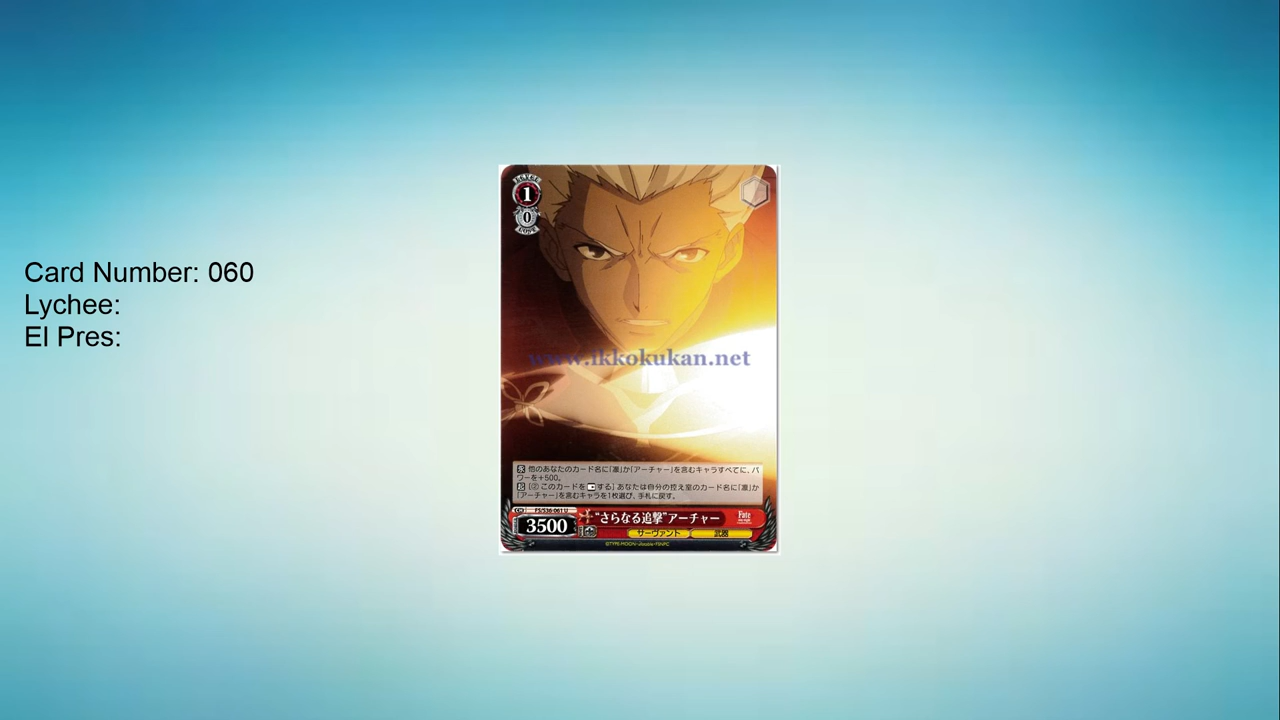 Card Number: 060
Lychee:
El Pres:
1
0
www.ikkokukan.net
永 他のあなたのカード名に「凛」か「アーチャー」を含むキャラすべてに、パ
ワーを+500。
起 [② このカードをする] あなたは自分の控え室のカード名に「凛」か
「アーチャー」を含むキャラを1枚選び、手札に戻す。
3500
“さらなる追撃”アーチャー
Fate
サーヴァント 武器